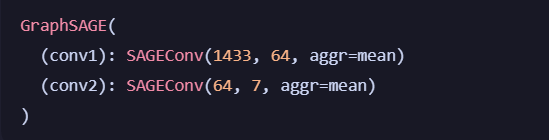 GraphSAGE(
  (conv1): SAGEConv(1433, 64, aggr=mean)
  (conv2): SAGEConv(64, 7, aggr=mean)
)